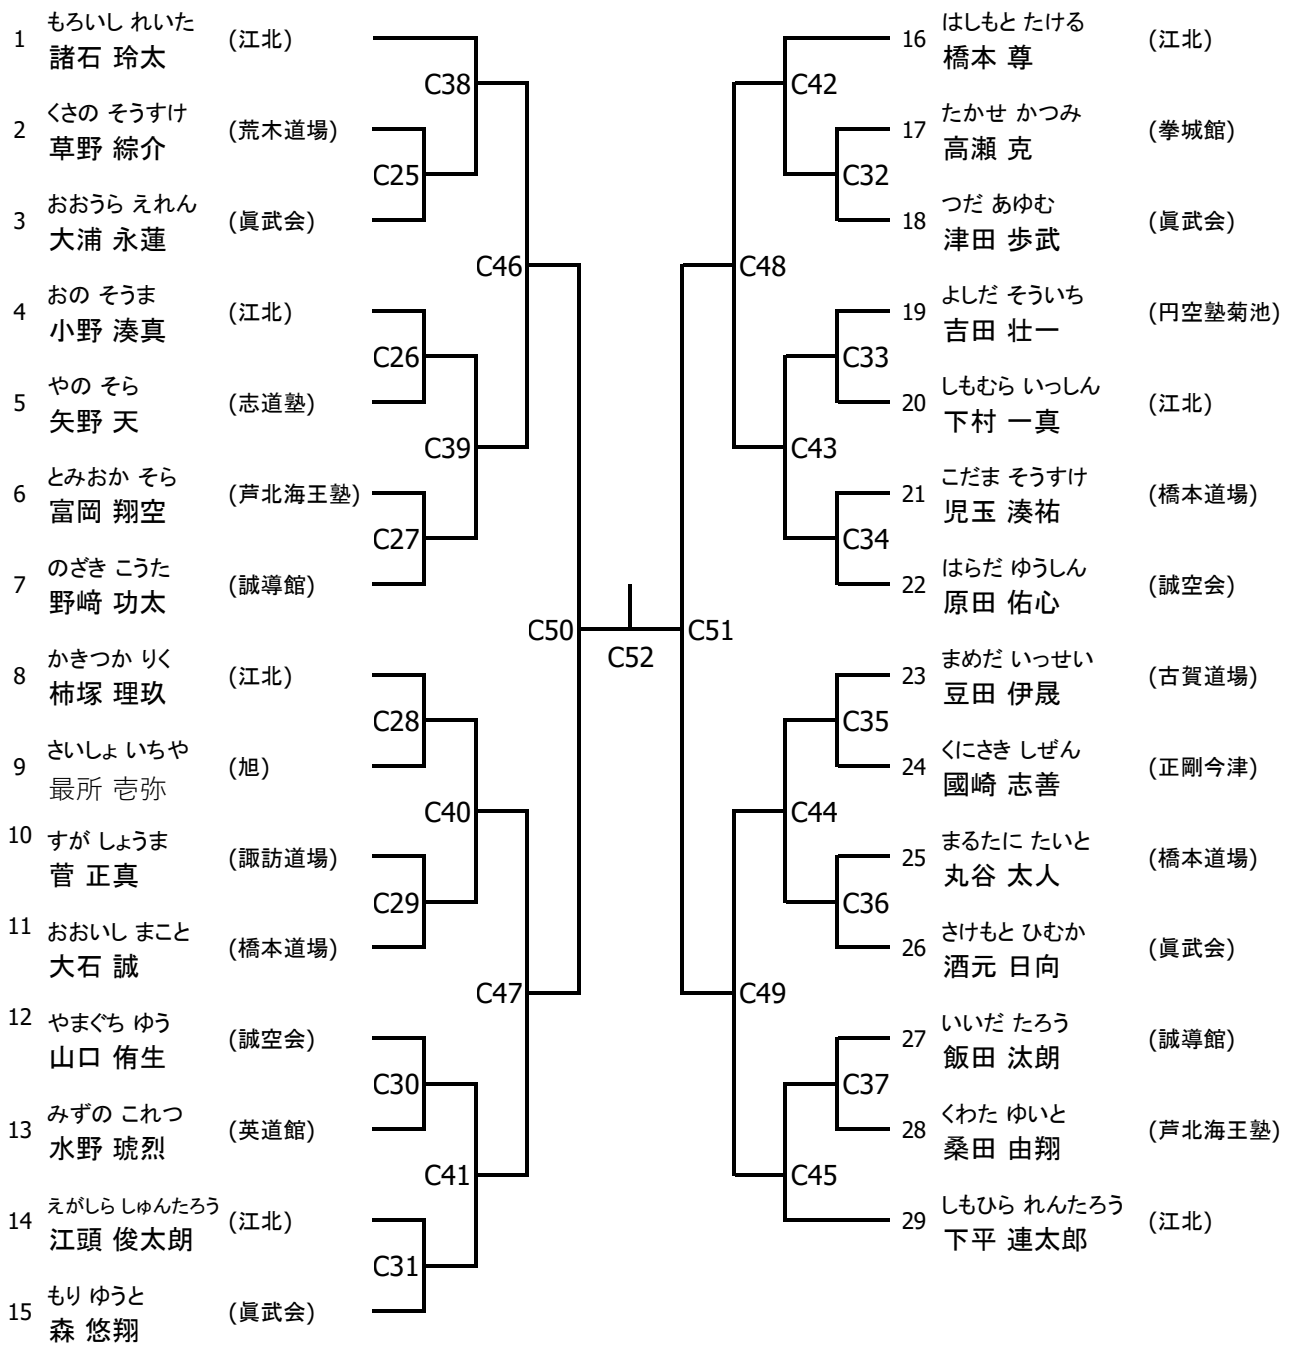 もろいし れいた
1 諸石 玲太 (江北)
くさの そうすけ
2 草野 綜介 (荒木道場)
おおうら えれん
3 大浦 永蓮 (眞武会)
おの そうま
4 小野 湊真 (江北)
やの そら
5 矢野 天 (志道塾)
とみおか そら
6 富岡 翔空 (芦北海王塾)
のざき こうた
7 野﨑 功太 (誠導館)
かきつか りく
8 柿塚 理玖 (江北)
さいしょ いちや
9 最所 壱弥 (旭)
すが しょうま
10 菅 正真 (諏訪道場)
おおいし まこと
11 大石 誠 (橋本道場)
やまぐち ゆう
12 山口 侑生 (誠空会)
みずの これつ
13 水野 琥烈 (英道館)
えがしら しゅんたろう
14 江頭 俊太朗 (江北)
もり ゆうと
15 森 悠翔 (眞武会)
C38
C25
C46
C26
C39
C27
C50
C28
C40
C29
C47
C30
C41
C31
C52
C42
C32
C48
C33
C43
C34
C51
C35
C44
C36
C49
C37
C45
はしもと たける
16 橋本 尊 (江北)
たかせ かつみ
17 高瀬 克 (拳城館)
つだ あゆむ
18 津田 歩武 (眞武会)
よしだ そういち
19 吉田 壮一 (円空塾菊池)
しもむら いっしん
20 下村 一真 (江北)
こだま そうすけ
21 児玉 湊祐 (橋本道場)
はらだ ゆうしん
22 原田 佑心 (誠空会)
まめだ いっせい
23 豆田 伊晟 (古賀道場)
くにさき しぜん
24 國崎 志善 (正剛今津)
まるたに たいと
25 丸谷 太人 (橋本道場)
さけもと ひむか
26 酒元 日向 (眞武会)
いいだ たろう
27 飯田 汰朗 (誠導館)
くわた ゆいと
28 桑田 由翔 (芦北海王塾)
しもひら れんたろう
29 下平 連太郎 (江北)